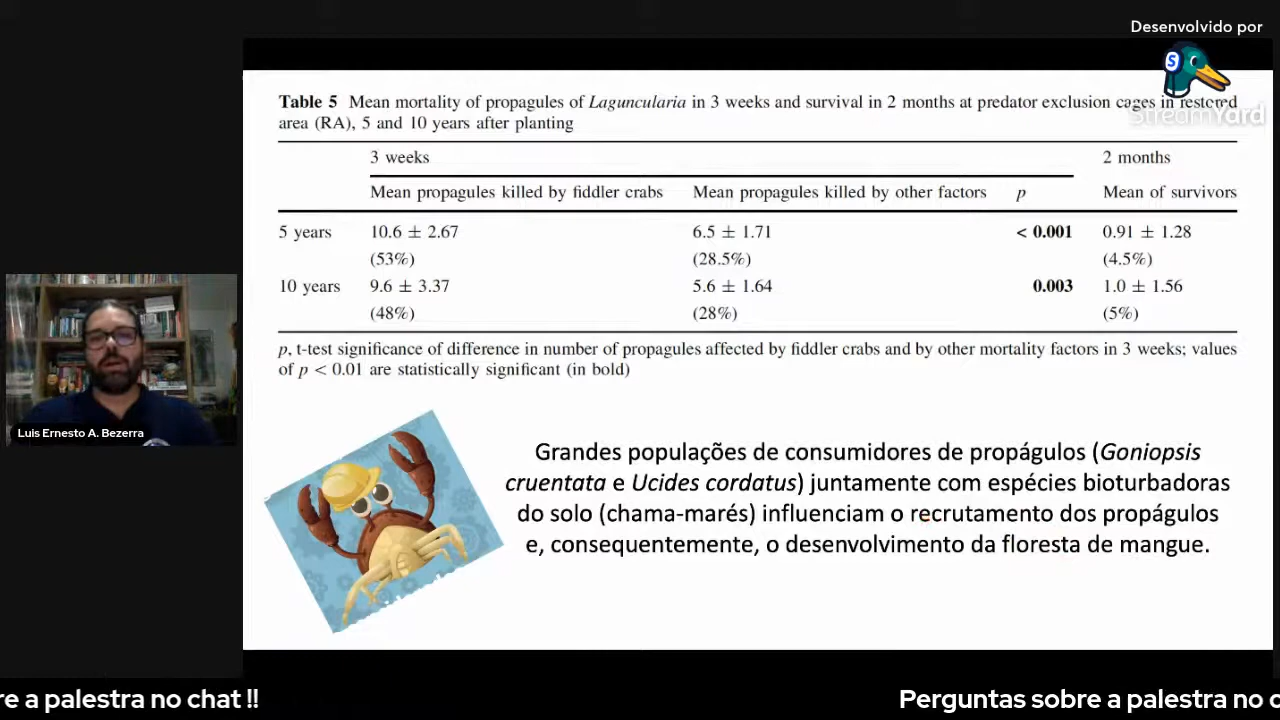 Desenvolvido por
S
StreamYard
Table 5 Mean mortality of propagules of Laguncularia in 3 weeks and survival in 2 months at predator exclusion cages in restored
area (RA), 5 and 10 years after planting
3 weeks 2 months
Mean propagules killed by fiddler crabs Mean propagules killed by other factors p Mean of survivors
5 years 10.6 ± 2.67 6.5 ± 1.71 < 0.001 0.91 ± 1.28
(53%) (28.5%) (4.5%)
10 years 9.6 ± 3.37 5.6 ± 1.64 0.003 1.0 ± 1.56
(48%) (28%) (5%)
p, t-test significance of difference in number of propagules affected by fiddler crabs and by other mortality factors in 3 weeks; values
of p < 0.01 are statistically significant (in bold)
Luis Ernesto A. Bezerra
Grandes populações de consumidores de propágulos (Goniopsis
cruentata e Ucides cordatus) juntamente com espécies bioturbadoras
do solo (chama-marés) influenciam o recrutamento dos propágulos
e, consequentemente, o desenvolvimento da floresta de mangue.
re a palestra no chat !! Perguntas sobre a palestra no c